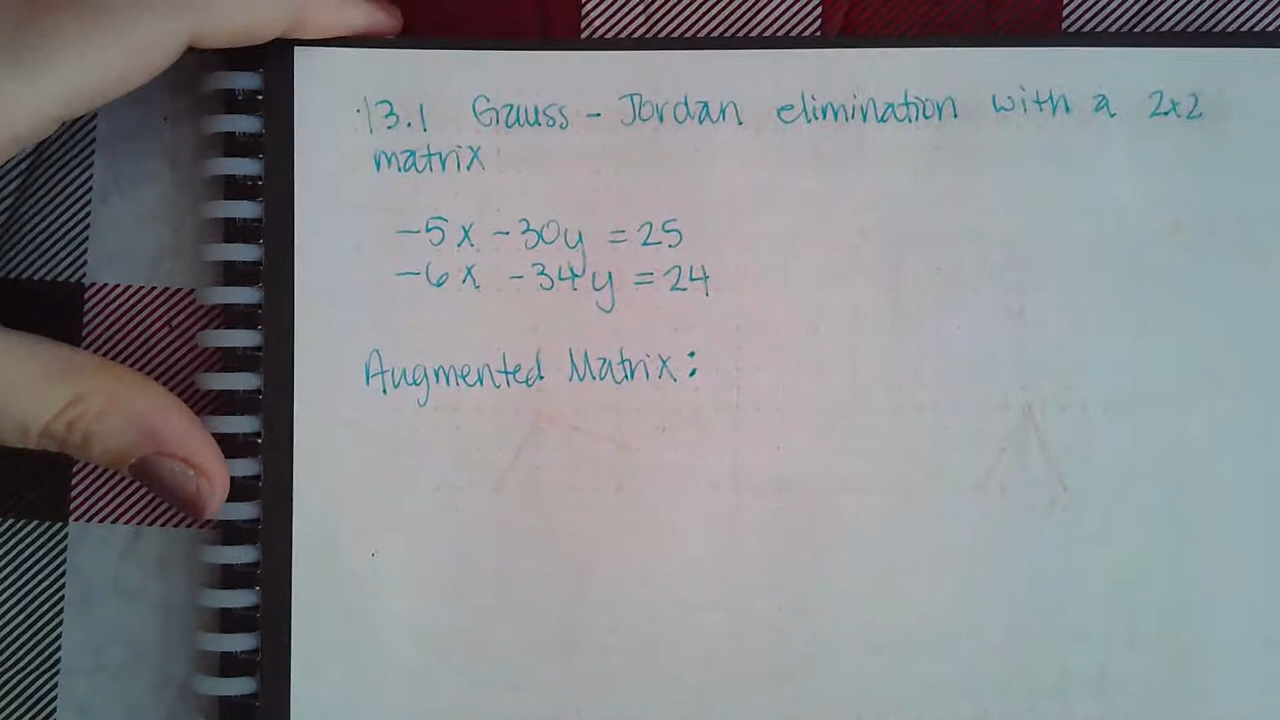 13.1 Gauss - Jordan elimination with a 2x2
matrix
-5x -30y = 25
-6x -34y = 24
Augmented Matrix: